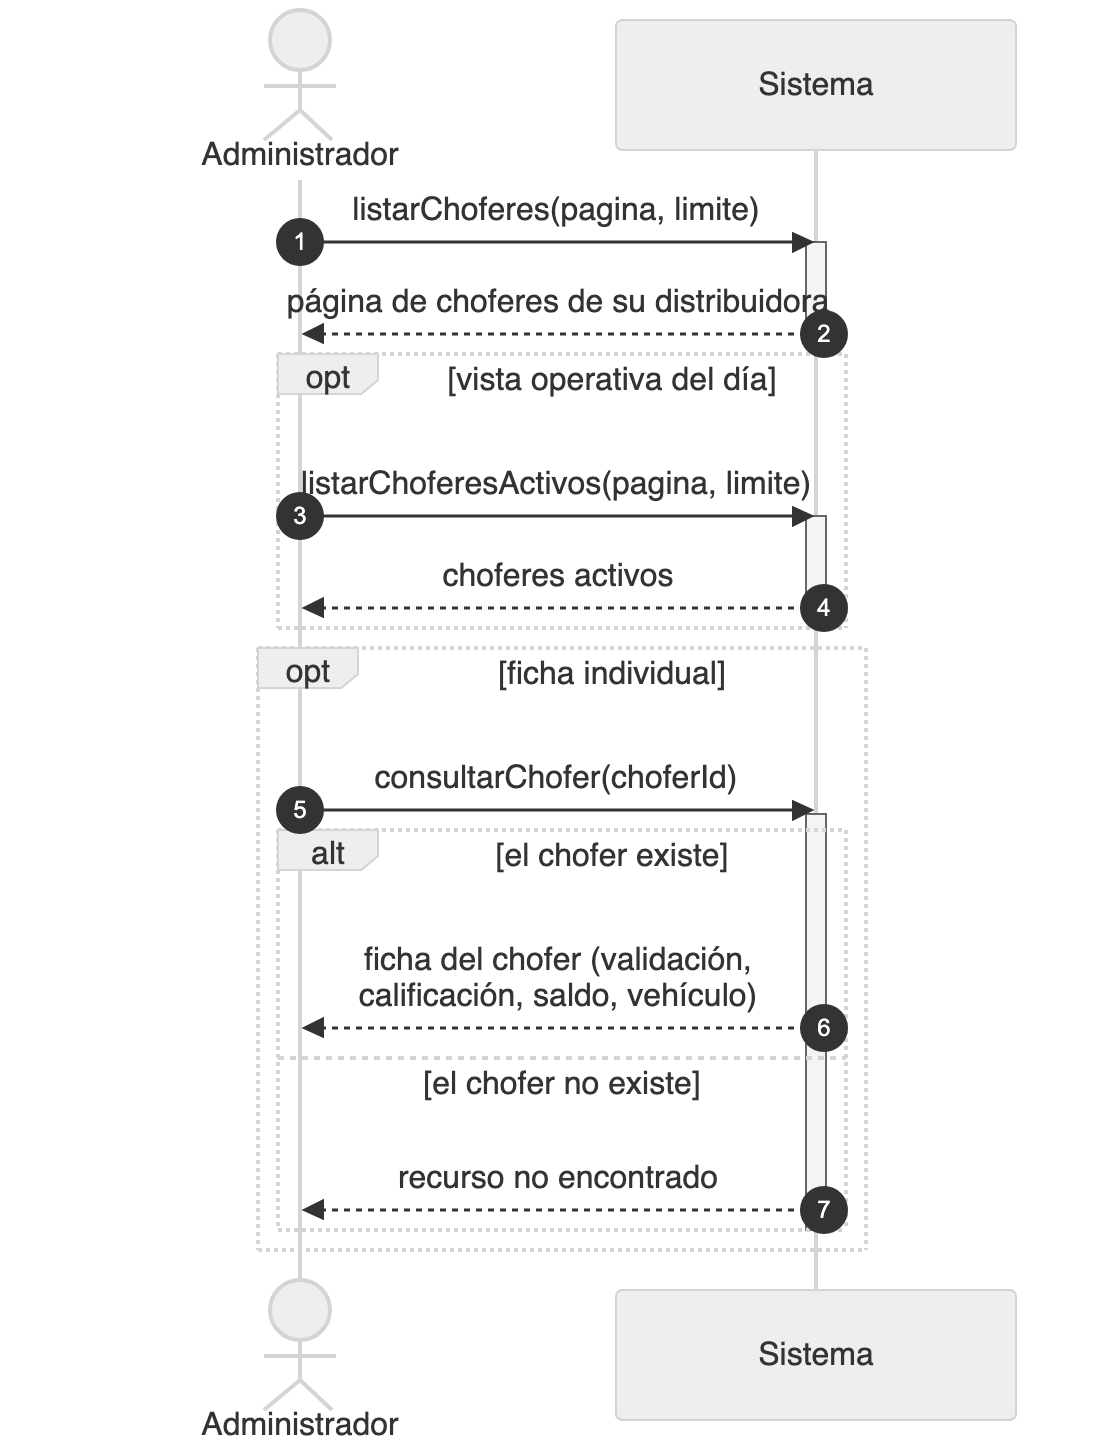 Administrador
Sistema
listarChoferes(pagina, limite)
1
página de choferes de su distribuidora
2
opt
[vista operativa del día]
listarChoferesActivos(pagina, limite)
3
choferes activos
4
opt
[ficha individual]
consultarChofer(choferId)
5
alt
[el chofer existe]
ficha del chofer (validación,
calificación, saldo, vehículo)
6
[el chofer no existe]
recurso no encontrado
7
Administrador
Sistema